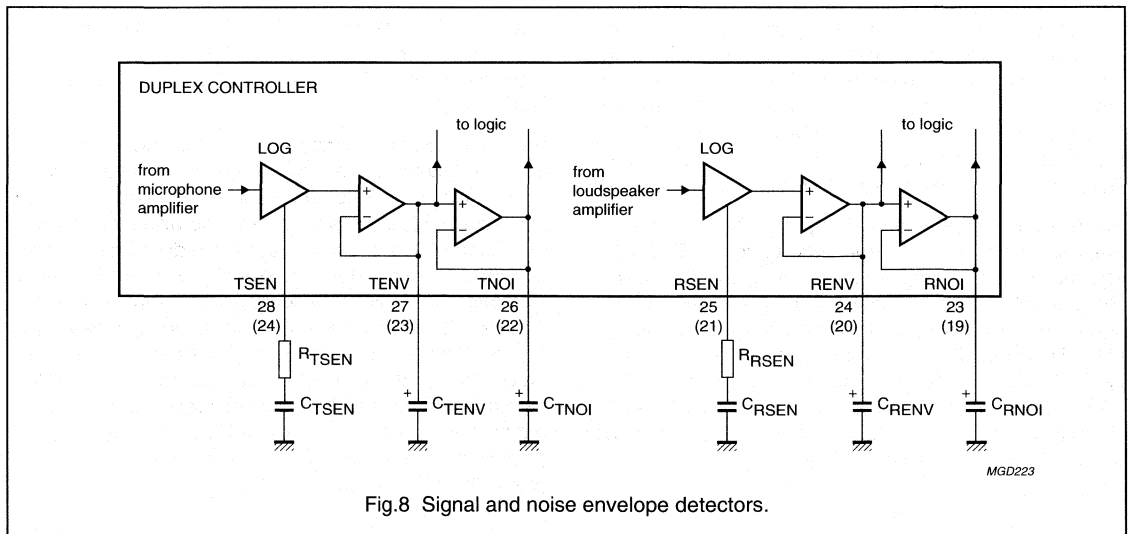 DUPLEX CONTROLLER
to logic
to logic
LOG
LOG
from
microphone
amplifier
from
loudspeaker
amplifier
+
−
+
−
+
−
+
−
TSEN
TENV
TNOI
RSEN
RENV
RNOI
28
27
26
25
24
23
(24)
(23)
(22)
(21)
(20)
(19)
RTSEN
RRSEN
+
CTSEN
+
CTENV
CTNOI
CRSEN
+
CRENV
+
CRNOI
MGD223
Fig.8 Signal and noise envelope detectors.